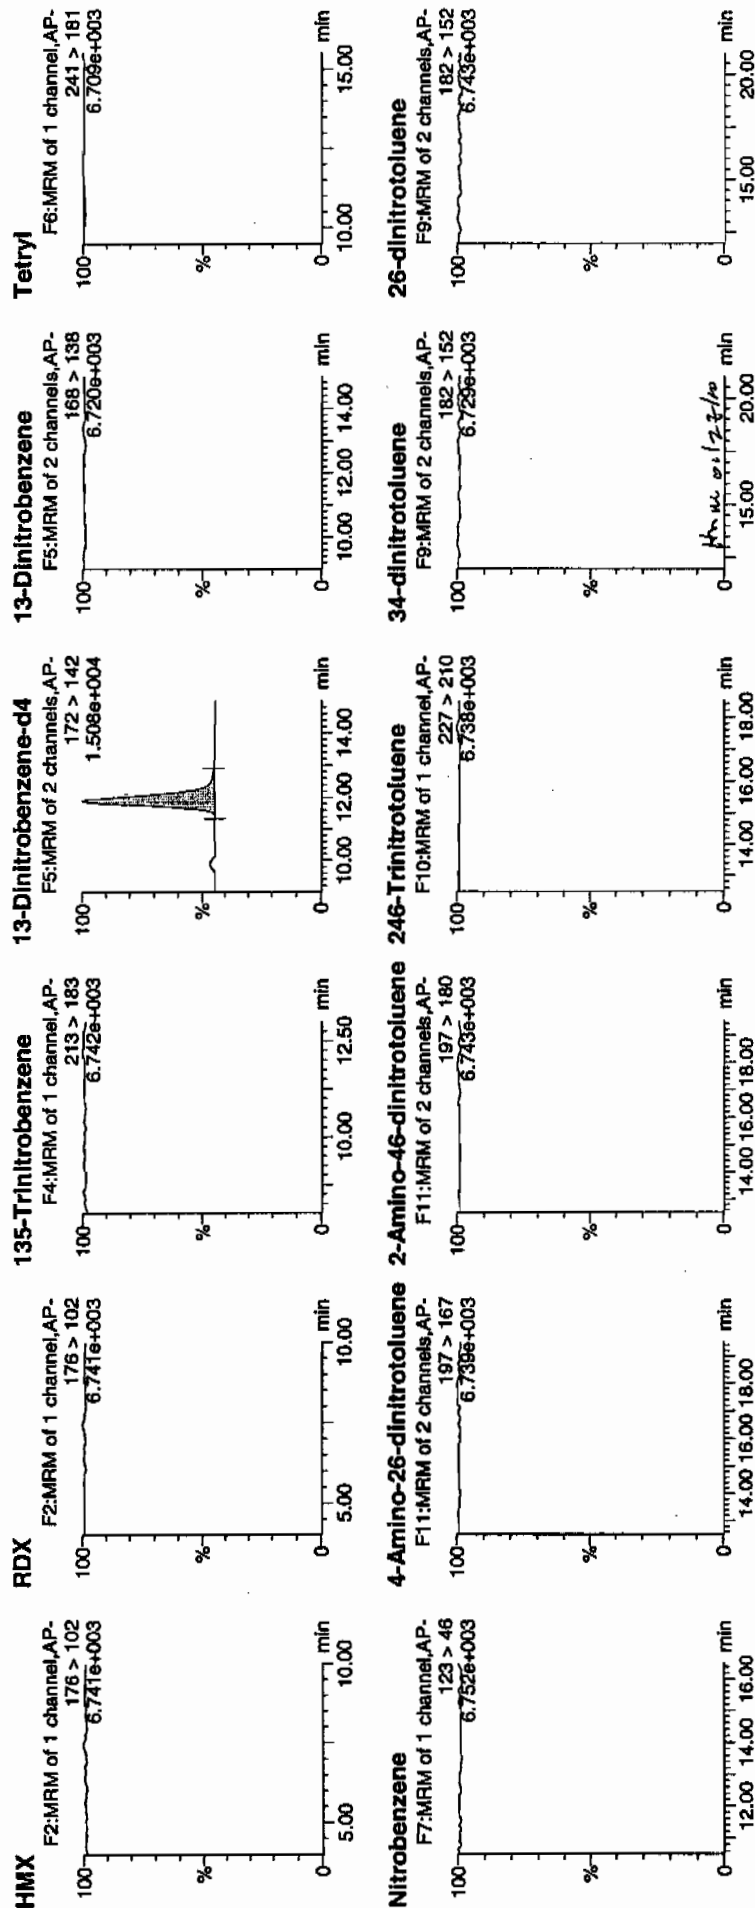 HMX
F2:MRM of 1 channel,AP-
176 > 102
6.741e+003
100
%
0
5.00 10.00 min
RDX
F2:MRM of 1 channel,AP-
176 > 102
6.741e+003
100
%
0
5.00 10.00 min
135-Trinitrobenzene
F4:MRM of 1 channel,AP-
213 > 183
6.742e+003
100
%
0
10.00 12.50 min
13-Dinitrobenzene-d4
F5:MRM of 2 channels,AP-
172 > 142
1.508e+004
100
%
0
10.00 12.00 14.00 min
13-Dinitrobenzene
F5:MRM of 2 channels,AP-
168 > 138
6.720e+003
100
%
0
10.00 12.00 14.00 min
Tetryl
F6:MRM of 1 channel,AP-
241 > 181
6.709e+003
100
%
0
10.00 15.00 min
Nitrobenzene
F7:MRM of 1 channel,AP-
123 > 46
6.752e+003
100
%
0
12.00 14.00 16.00 min
4-Amino-26-dinitrotoluene
F11:MRM of 2 channels,AP-
197 > 167
6.739e+003
100
%
0
14.00 16.00 18.00 min
2-Amino-46-dinitrotoluene
F11:MRM of 2 channels,AP-
197 > 180
6.743e+003
100
%
0
14.00 16.00 18.00 min
246-Trinitrotoluene
F10:MRM of 1 channel,AP-
227 > 210
6.738e+003
100
%
0
14.00 16.00 18.00 min
34-dinitrotoluene
F9:MRM of 2 channels,AP-
182 > 152
6.729e+003
100
%
0
15.00 20.00 min
26-dinitrotoluene
F9:MRM of 2 channels,AP-
182 > 152
6.743e+003
100
%
0
15.00 20.00 min